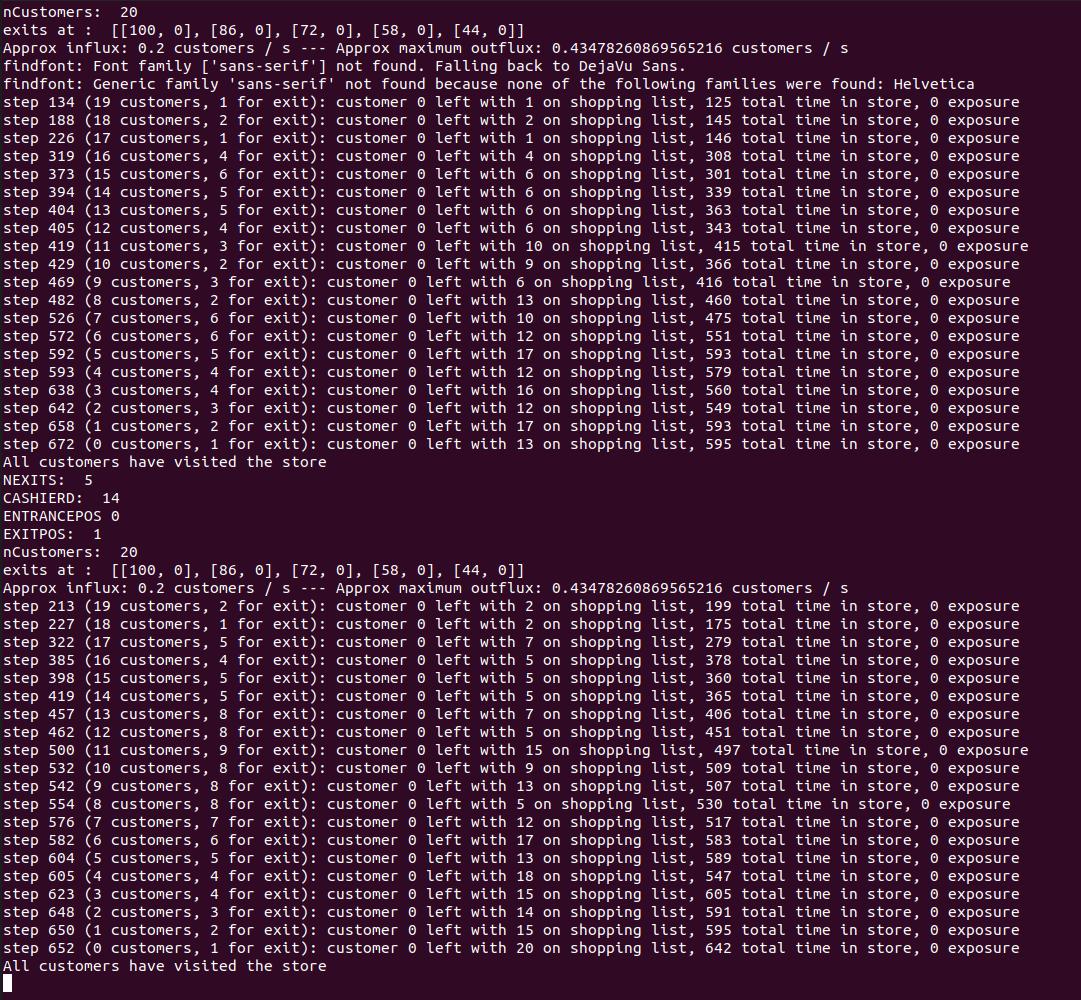 nCustomers:  20
exits at :  [[100, 0], [86, 0], [72, 0], [58, 0], [44, 0]]
Approx influx: 0.2 customers / s --- Approx maximum outflux: 0.43478260869565216 customers / s
findfont: Font family ['sans-serif'] not found. Falling back to DejaVu Sans.
findfont: Generic family 'sans-serif' not found because none of the following families were found: Helvetica
step 134 (19 customers, 1 for exit): customer 0 left with 1 on shopping list, 125 total time in store, 0 exposure
step 188 (18 customers, 2 for exit): customer 0 left with 2 on shopping list, 145 total time in store, 0 exposure
step 226 (17 customers, 1 for exit): customer 0 left with 1 on shopping list, 146 total time in store, 0 exposure
step 319 (16 customers, 4 for exit): customer 0 left with 4 on shopping list, 308 total time in store, 0 exposure
step 373 (15 customers, 6 for exit): customer 0 left with 6 on shopping list, 301 total time in store, 0 exposure
step 394 (14 customers, 5 for exit): customer 0 left with 6 on shopping list, 339 total time in store, 0 exposure
step 404 (13 customers, 5 for exit): customer 0 left with 6 on shopping list, 363 total time in store, 0 exposure
step 405 (12 customers, 4 for exit): customer 0 left with 6 on shopping list, 343 total time in store, 0 exposure
step 419 (11 customers, 3 for exit): customer 0 left with 10 on shopping list, 415 total time in store, 0 exposure
step 429 (10 customers, 2 for exit): customer 0 left with 9 on shopping list, 366 total time in store, 0 exposure
step 469 (9 customers, 3 for exit): customer 0 left with 6 on shopping list, 416 total time in store, 0 exposure
step 482 (8 customers, 2 for exit): customer 0 left with 13 on shopping list, 460 total time in store, 0 exposure
step 526 (7 customers, 6 for exit): customer 0 left with 10 on shopping list, 475 total time in store, 0 exposure
step 572 (6 customers, 6 for exit): customer 0 left with 12 on shopping list, 551 total time in store, 0 exposure
step 592 (5 customers, 5 for exit): customer 0 left with 17 on shopping list, 593 total time in store, 0 exposure
step 593 (4 customers, 4 for exit): customer 0 left with 12 on shopping list, 579 total time in store, 0 exposure
step 638 (3 customers, 4 for exit): customer 0 left with 16 on shopping list, 560 total time in store, 0 exposure
step 642 (2 customers, 3 for exit): customer 0 left with 12 on shopping list, 549 total time in store, 0 exposure
step 658 (1 customers, 2 for exit): customer 0 left with 17 on shopping list, 593 total time in store, 0 exposure
step 672 (0 customers, 1 for exit): customer 0 left with 13 on shopping list, 595 total time in store, 0 exposure
All customers have visited the store
NEXITS:  5
CASHIERD:  14
ENTRANCEPOS 0
EXITPOS:  1
nCustomers:  20
exits at :  [[100, 0], [86, 0], [72, 0], [58, 0], [44, 0]]
Approx influx: 0.2 customers / s --- Approx maximum outflux: 0.43478260869565216 customers / s
step 213 (19 customers, 2 for exit): customer 0 left with 2 on shopping list, 199 total time in store, 0 exposure
step 227 (18 customers, 1 for exit): customer 0 left with 2 on shopping list, 175 total time in store, 0 exposure
step 322 (17 customers, 5 for exit): customer 0 left with 7 on shopping list, 279 total time in store, 0 exposure
step 385 (16 customers, 4 for exit): customer 0 left with 5 on shopping list, 378 total time in store, 0 exposure
step 398 (15 customers, 5 for exit): customer 0 left with 5 on shopping list, 360 total time in store, 0 exposure
step 419 (14 customers, 5 for exit): customer 0 left with 5 on shopping list, 365 total time in store, 0 exposure
step 457 (13 customers, 8 for exit): customer 0 left with 7 on shopping list, 406 total time in store, 0 exposure
step 462 (12 customers, 8 for exit): customer 0 left with 5 on shopping list, 451 total time in store, 0 exposure
step 500 (11 customers, 9 for exit): customer 0 left with 15 on shopping list, 497 total time in store, 0 exposure
step 532 (10 customers, 8 for exit): customer 0 left with 9 on shopping list, 509 total time in store, 0 exposure
step 542 (9 customers, 8 for exit): customer 0 left with 13 on shopping list, 507 total time in store, 0 exposure
step 554 (8 customers, 8 for exit): customer 0 left with 5 on shopping list, 530 total time in store, 0 exposure
step 576 (7 customers, 7 for exit): customer 0 left with 12 on shopping list, 517 total time in store, 0 exposure
step 582 (6 customers, 6 for exit): customer 0 left with 17 on shopping list, 583 total time in store, 0 exposure
step 604 (5 customers, 5 for exit): customer 0 left with 13 on shopping list, 589 total time in store, 0 exposure
step 605 (4 customers, 4 for exit): customer 0 left with 18 on shopping list, 547 total time in store, 0 exposure
step 623 (3 customers, 4 for exit): customer 0 left with 15 on shopping list, 605 total time in store, 0 exposure
step 648 (2 customers, 3 for exit): customer 0 left with 14 on shopping list, 591 total time in store, 0 exposure
step 650 (1 customers, 2 for exit): customer 0 left with 15 on shopping list, 595 total time in store, 0 exposure
step 652 (0 customers, 1 for exit): customer 0 left with 20 on shopping list, 642 total time in store, 0 exposure
All customers have visited the store